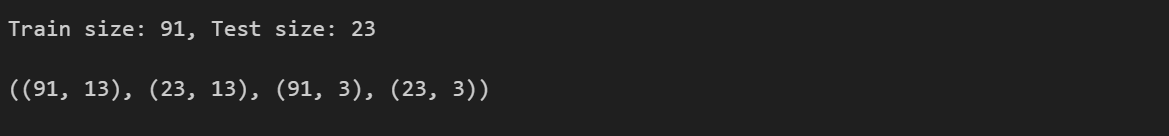 Train size: 91, Test size: 23
((91, 13), (23, 13), (91, 3), (23, 3))